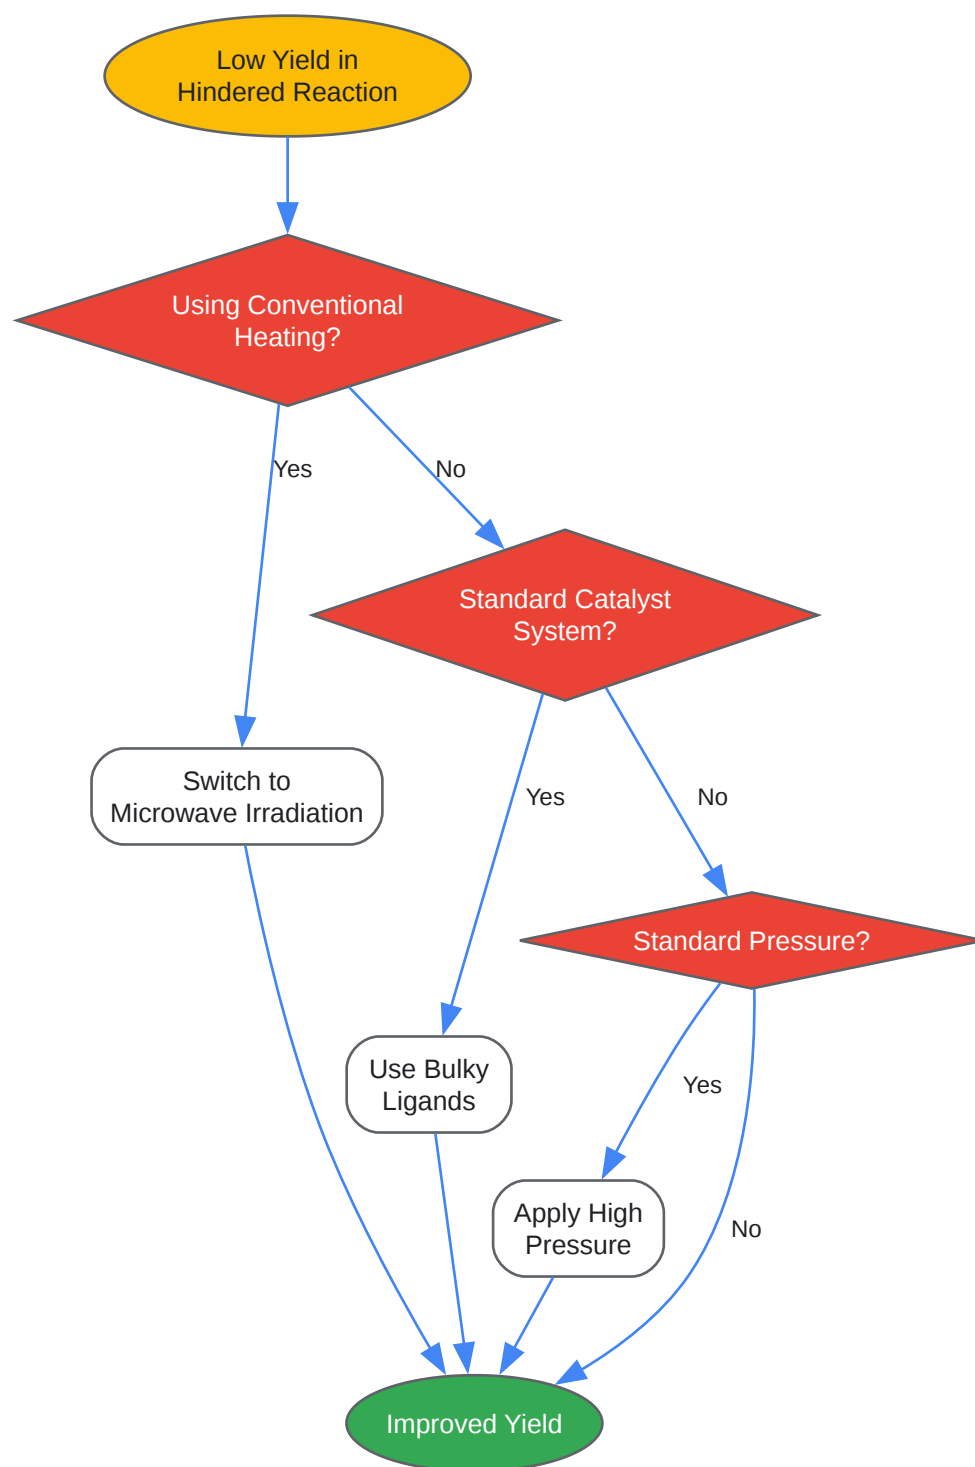 Low Yield in
Hindered Reaction
Using Conventional
Heating?
Yes
No
Standard Catalyst
System?
Switch to
Microwave Irradiation
Yes
No
Standard Pressure?
Use Bulky
Ligands
Yes
Apply High
Pressure
No
Improved Yield